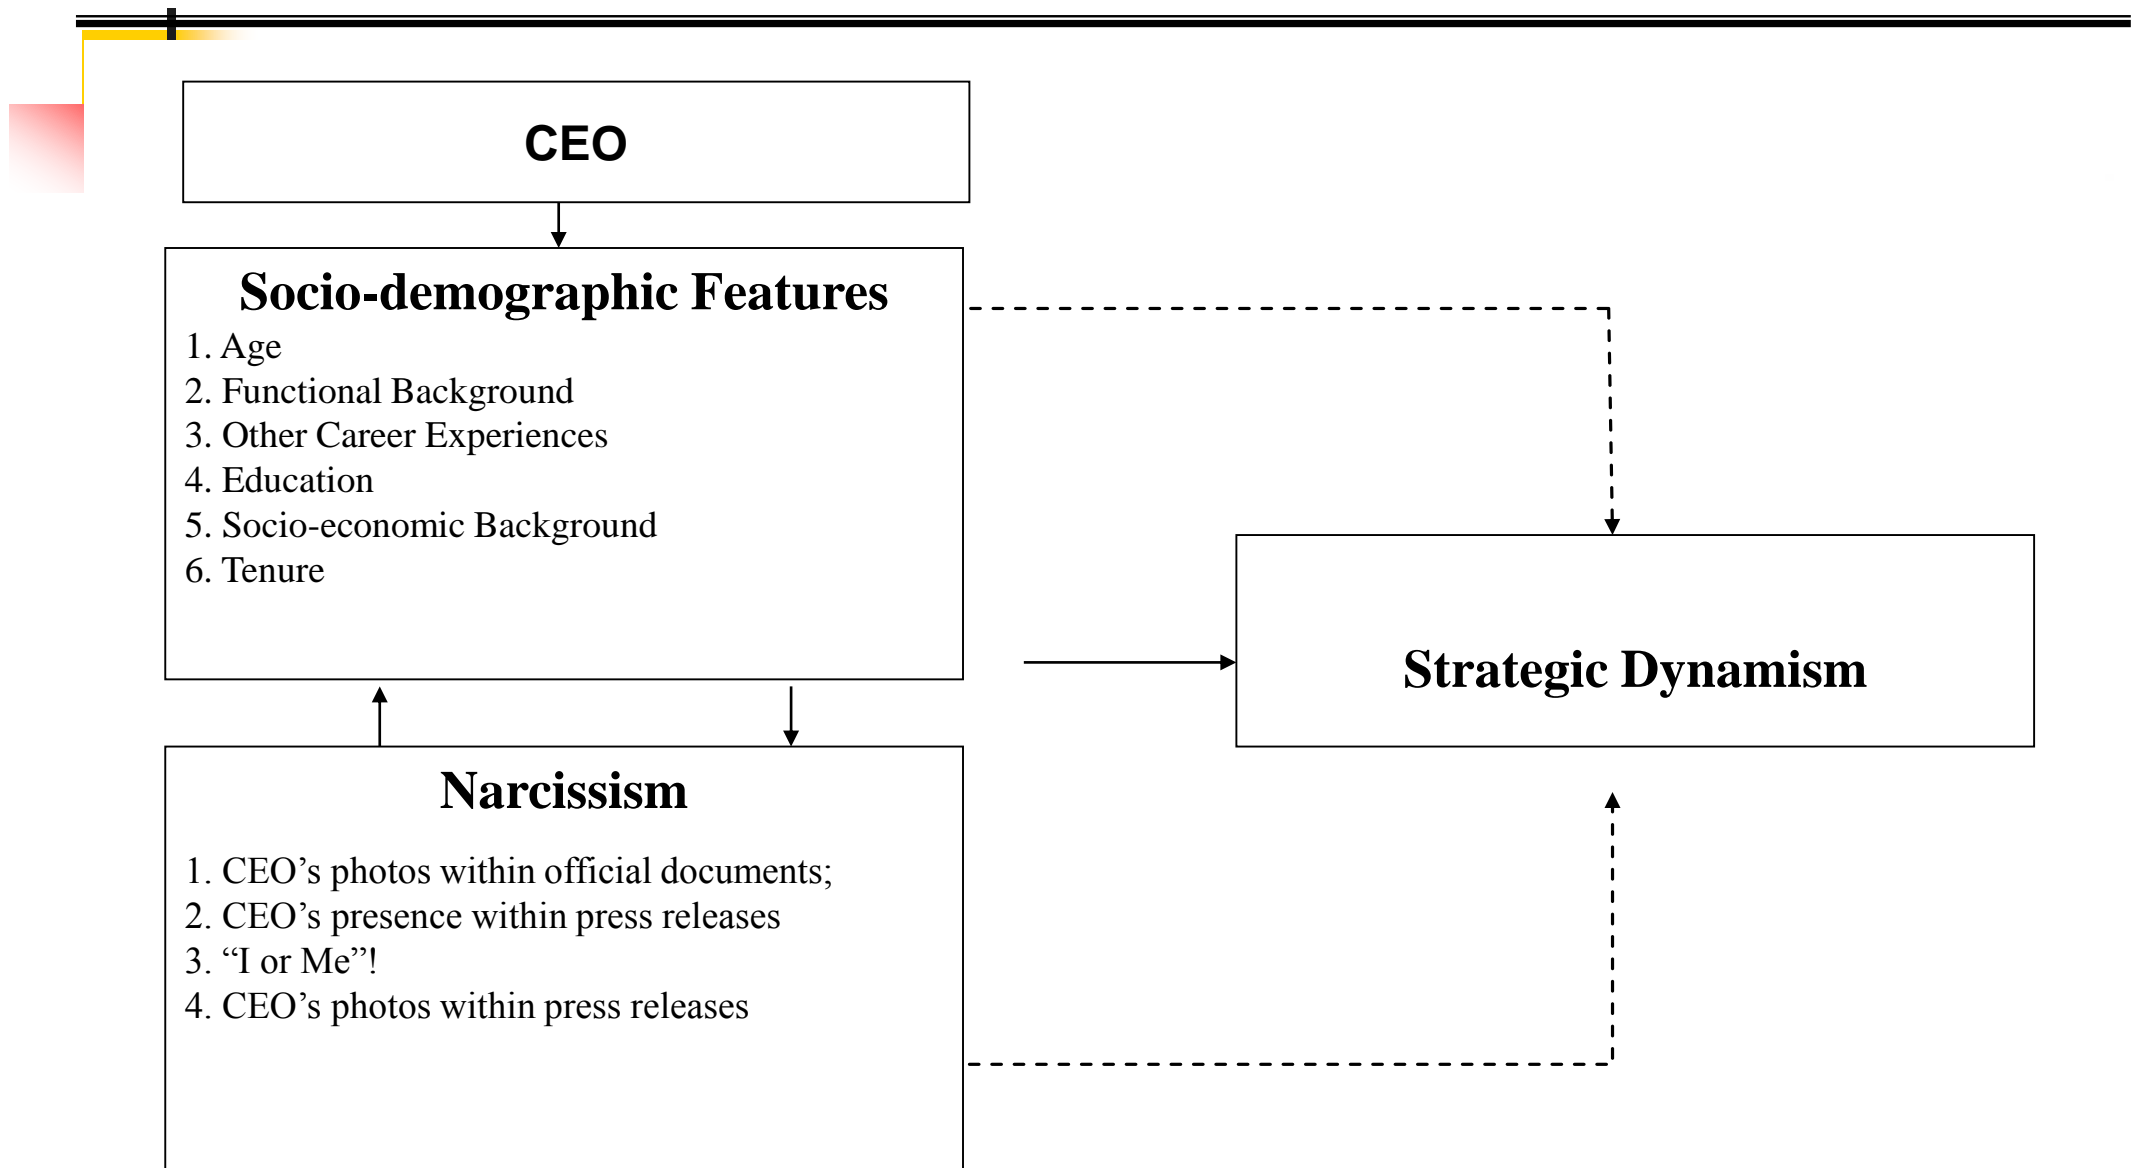 CEO
Socio-demographic Features
1. Age
2. Functional Background
3. Other Career Experiences
4. Education
5. Socio-economic Background
6. Tenure
Strategic Dynamism
Narcissism
1. CEO’s photos within official documents;
2. CEO’s presence within press releases
3. “I or Me”!
4. CEO’s photos within press releases